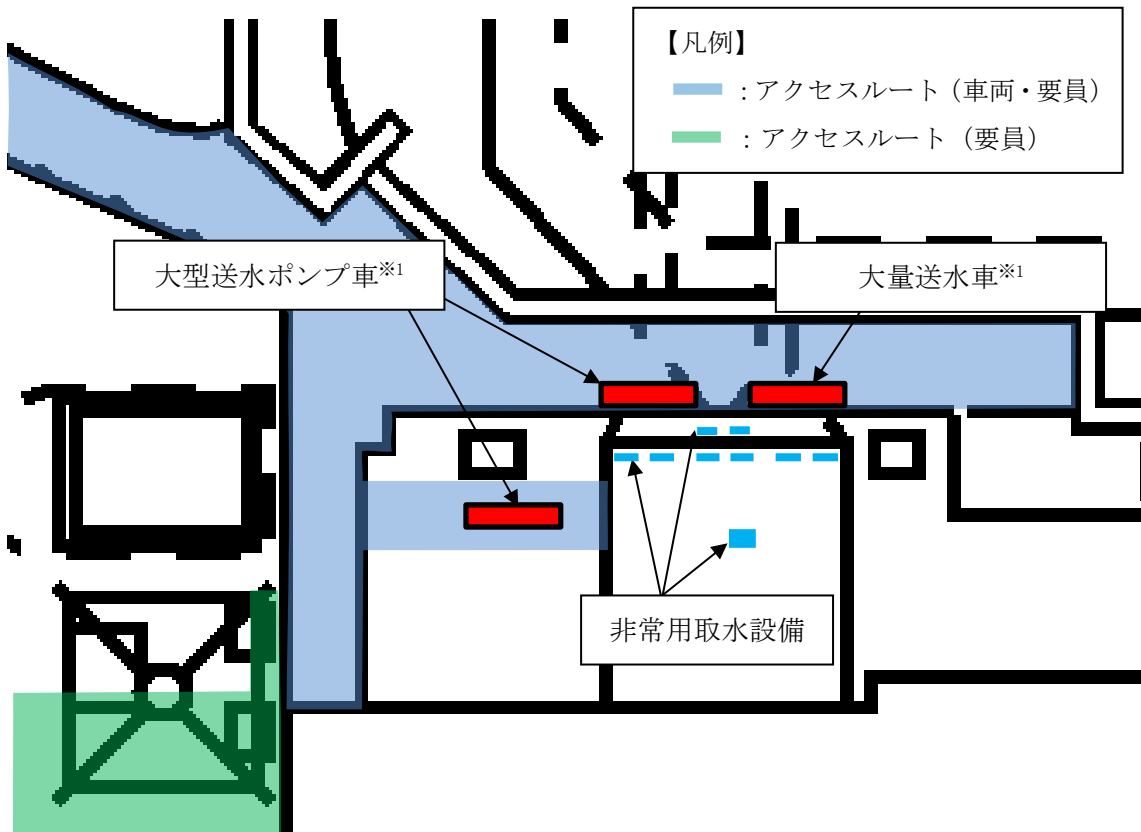 【凡例】
：アクセスルート（車両・要員）
：アクセスルート（要員）
大型送水ポンプ車※1
大量送水車※1
非常用取水設備